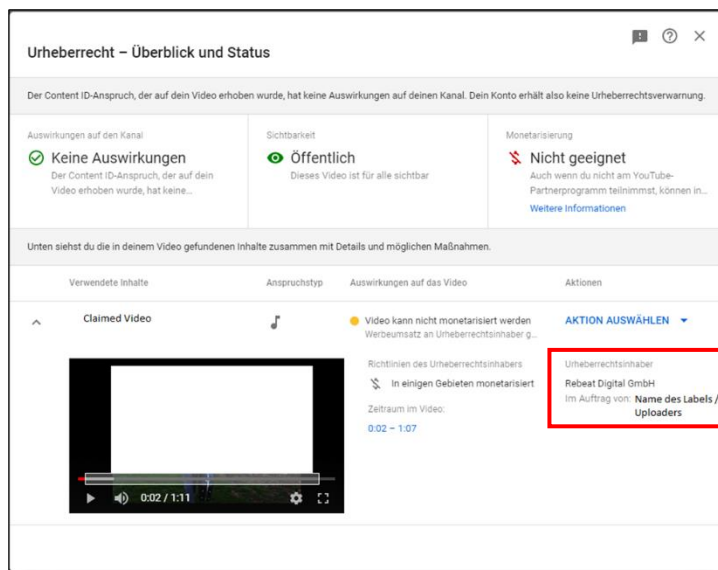 Urheberrecht – Überblick und Status
Der Content ID-Anspruch, der auf dein Video erhoben wurde, hat keine Auswirkungen auf deinen Kanal. Dein Konto erhält also keine Urheberrechtsverwarnung.
Auswirkungen auf den Kanal
Keine Auswirkungen
Der Content ID-Anspruch, der auf dein
Video erhoben wurde, hat keine...
Sichtbarkeit
Öffentlich
Dieses Video ist für alle sichtbar
Monetarisierung
Nicht geeignet
Auch wenn du nicht am YouTube-
Partnerprogramm teilnimmst, können in...
Weitere Informationen
Unten siehst du die in deinem Video gefundenen Inhalte zusammen mit Details und möglichen Maßnahmen.
Verwendete Inhalte
Anspruchstyp
Auswirkungen auf das Video
Aktionen
Claimed Video
Video kann nicht monetarisiert werden
Werbeumsatz an Urheberrechtsinhaber g...
AKTION AUSWÄHLEN
Richtlinien des Urheberrechtsinhabers
In einigen Gebieten monetarisiert
Zeitraum im Video:
0:02 – 1:07
Urheberrechtsinhaber
Rebeat Digital GmbH
Im Auftrag von: Name des Labels /
Uploaders
0:02 / 1:11